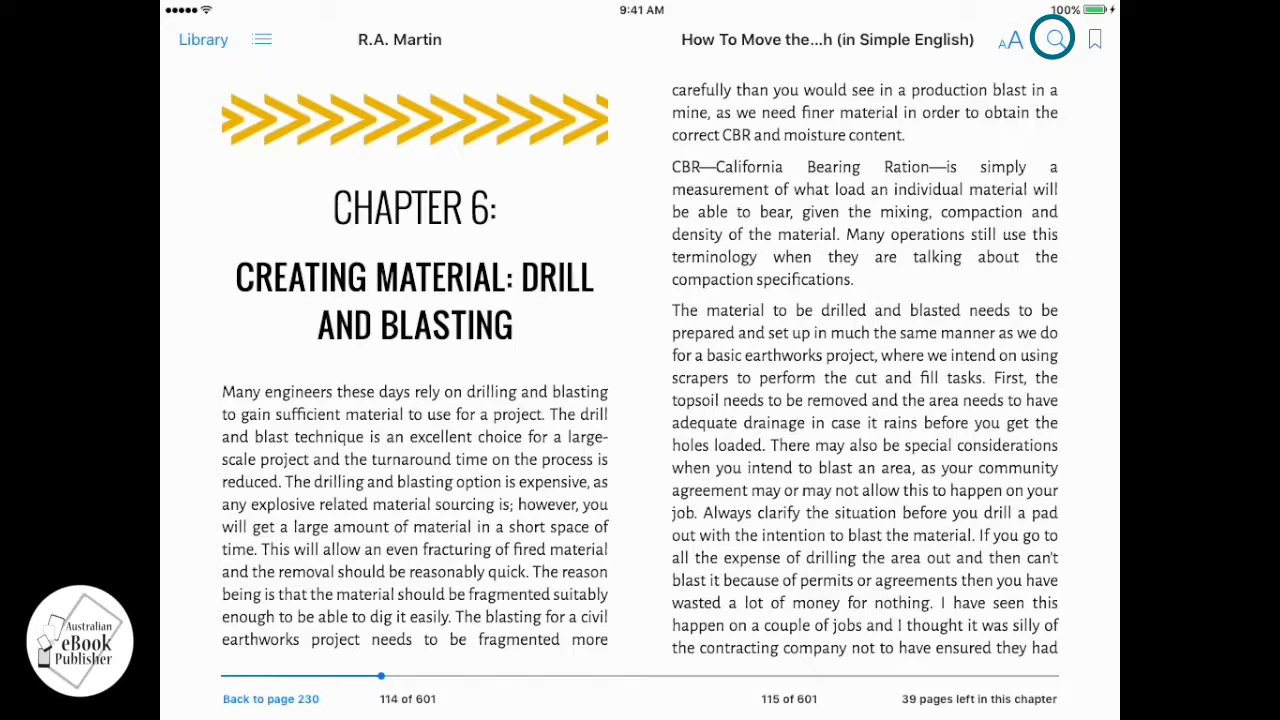 9:41 AM
100%
Library
R.A. Martin
How To Move the...h (in Simple English)
AA
CHAPTER 6:
CREATING MATERIAL: DRILL
AND BLASTING
Many engineers these days rely on drilling and blasting
to gain sufficient material to use for a project. The drill
and blast technique is an excellent choice for a large-
scale project and the turnaround time on the process is
reduced. The drilling and blasting option is expensive, as
any explosive related material sourcing is; however, you
will get a large amount of material in a short space of
time. This will allow an even fracturing of fired material
and the removal should be reasonably quick. The reason
being is that the material should be fragmented suitably
enough to be able to dig it easily. The blasting for a civil
earthworks project needs to be fragmented more
carefully than you would see in a production blast in a
mine, as we need finer material in order to obtain the
correct CBR and moisture content.
CBR—California Bearing Ration—is simply a
measurement of what load an individual material will
be able to bear, given the mixing, compaction and
density of the material. Many operations still use this
terminology when they are talking about the
compaction specifications.
The material to be drilled and blasted needs to be
prepared and set up in much the same manner as we do
for a basic earthworks project, where we intend on using
scrapers to perform the cut and fill tasks. First, the
topsoil needs to be removed and the area needs to have
adequate drainage in case it rains before you get the
holes loaded. There may also be special considerations
when you intend to blast an area, as your community
agreement may or may not allow this to happen on your
job. Always clarify the situation before you drill a pad
out with the intention to blast the material. If you go to
all the expense of drilling the area out and then can't
blast it because of permits or agreements then you have
wasted a lot of money for nothing. I have seen this
happen on a couple of jobs and I thought it was silly of
the contracting company not to have ensured they had
Back to page 230
114 of 601
115 of 601
39 pages left in this chapter
Australian
eBook
Publisher